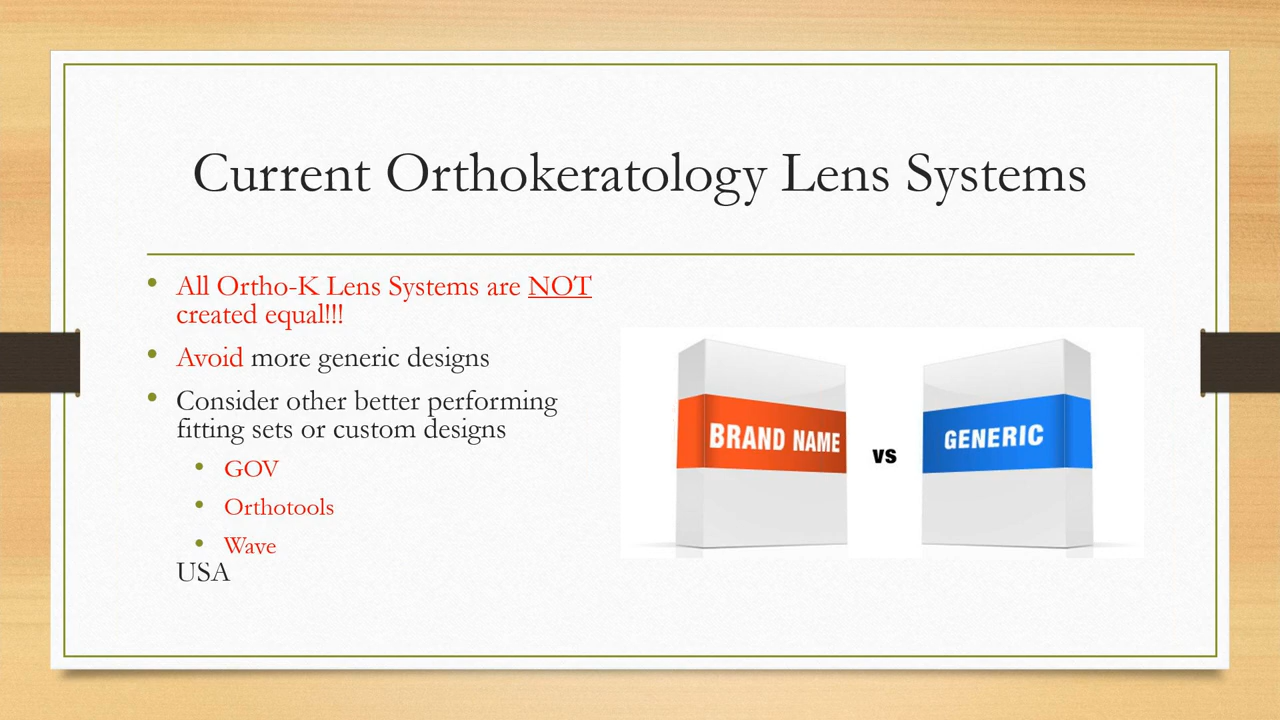 Current Orthokeratology Lens Systems
• All Ortho-K Lens Systems are NOT
created equal!!!
• Avoid more generic designs
• Consider other better performing
fitting sets or custom designs
• GOV
• Orthotools
• Wave
USA
BRAND NAME
vs
GENERIC